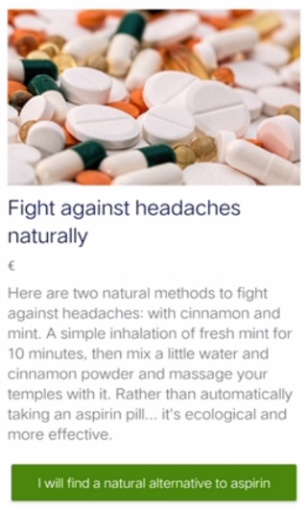 Fight against headaches
naturally
€
Here are two natural methods to fight
against headaches: with cinnamon and
mint. A simple inhalation of fresh mint for
10 minutes, then mix a little water and
cinnamon powder and massage your
temples with it. Rather than automatically
taking an aspirin pill... it's ecological and
more effective.
I will find a natural alternative to aspirin